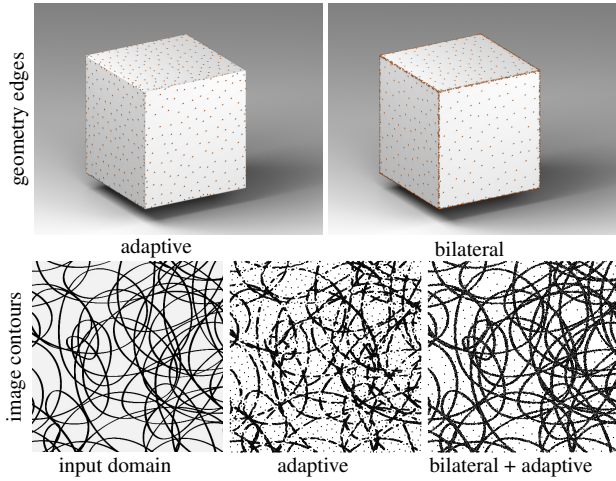 geometry edges
adaptive
bilateral
image contours
input domain
adaptive
bilateral + adaptive